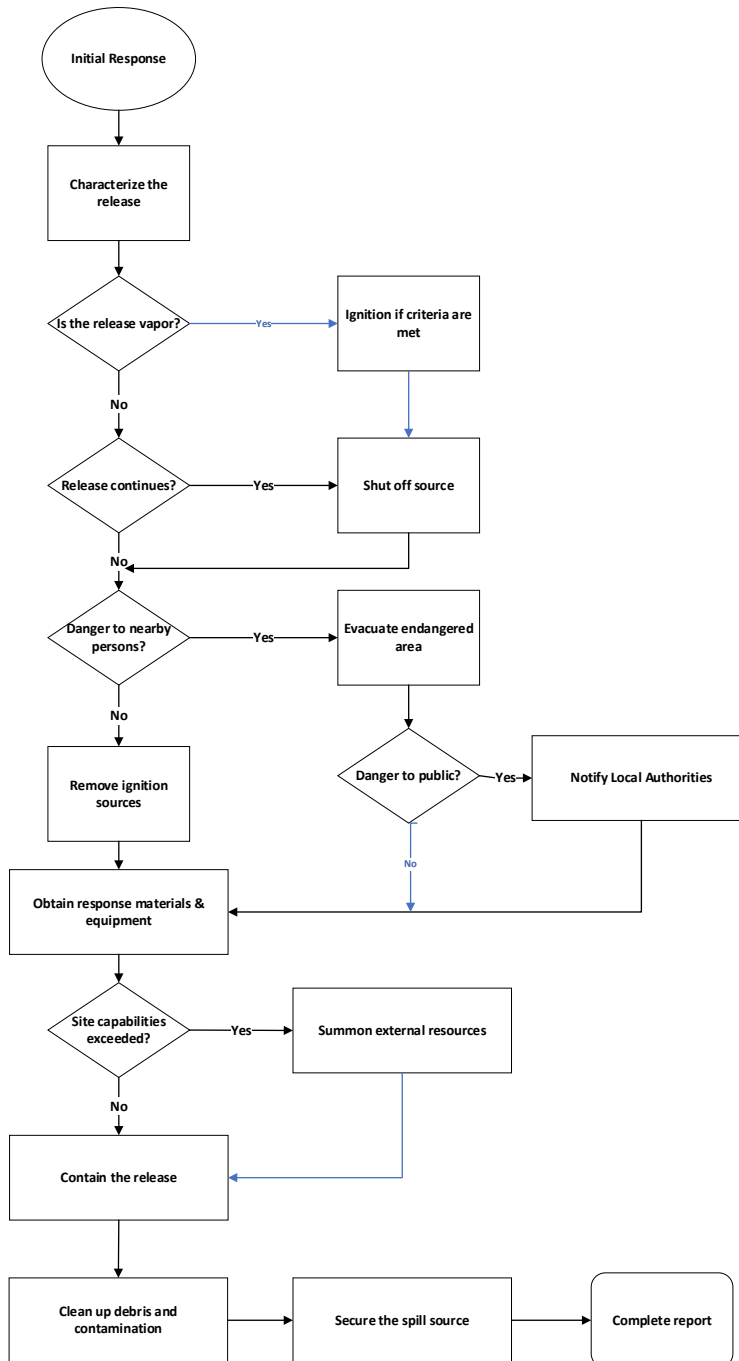 Initial Response
Characterize the
release
Is the release vapor?
Yes
Ignition if criteria are
met
No
Release continues?
Yes
Shut off source
No
Danger to nearby
persons?
Yes
Evacuate endangered
area
No
Remove ignition
sources
Danger to public?
Yes
Notify Local Authorities
No
Obtain response materials &
equipment
Site capabilities
exceeded?
Yes
Summon external resources
No
Contain the release
Clean up debris and
contamination
Secure the spill source
Complete report